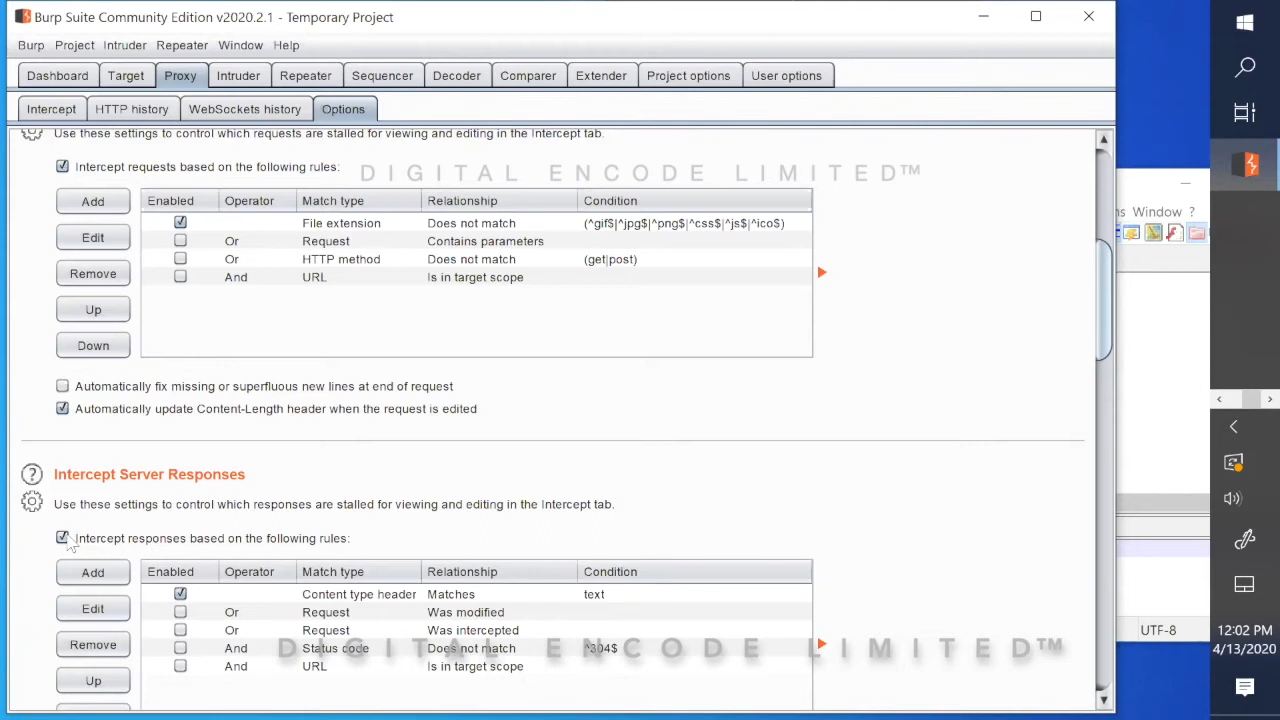 Burp Suite Community Edition v2020.2.1 - Temporary Project
Burp Project Intruder Repeater Window Help
Dashboard Target Proxy Intruder Repeater Sequencer Decoder Comparer Extender Project options User options
Intercept HTTP history WebSockets history Options
Use these settings to control which requests are stalled for viewing and editing in the Intercept tab.
Intercept requests based on the following rules:
DIGITAL ENCODE LIMITED™
Add Enabled Operator Match type Relationship Condition
File extension Does not match (^gif$|^jpg$|^png$|^css$|^js$|^ico$)
Edit Or Request Contains parameters
Or HTTP method Does not match (get|post)
Remove And URL Is in target scope
Up
Down
Automatically fix missing or superfluous new lines at end of request
Automatically update Content-Length header when the request is edited
Intercept Server Responses
Use these settings to control which responses are stalled for viewing and editing in the Intercept tab.
Intercept responses based on the following rules:
Add Enabled Operator Match type Relationship Condition
Content type header Matches text
Edit Or Request Was modified
Or Request Was intercepted
Remove And Status code Does not match ^304$
DIGITAL ENCODE LIMITED™
And URL Is in target scope
Up
Window ?
UTF-8
12:02 PM
4/13/2020